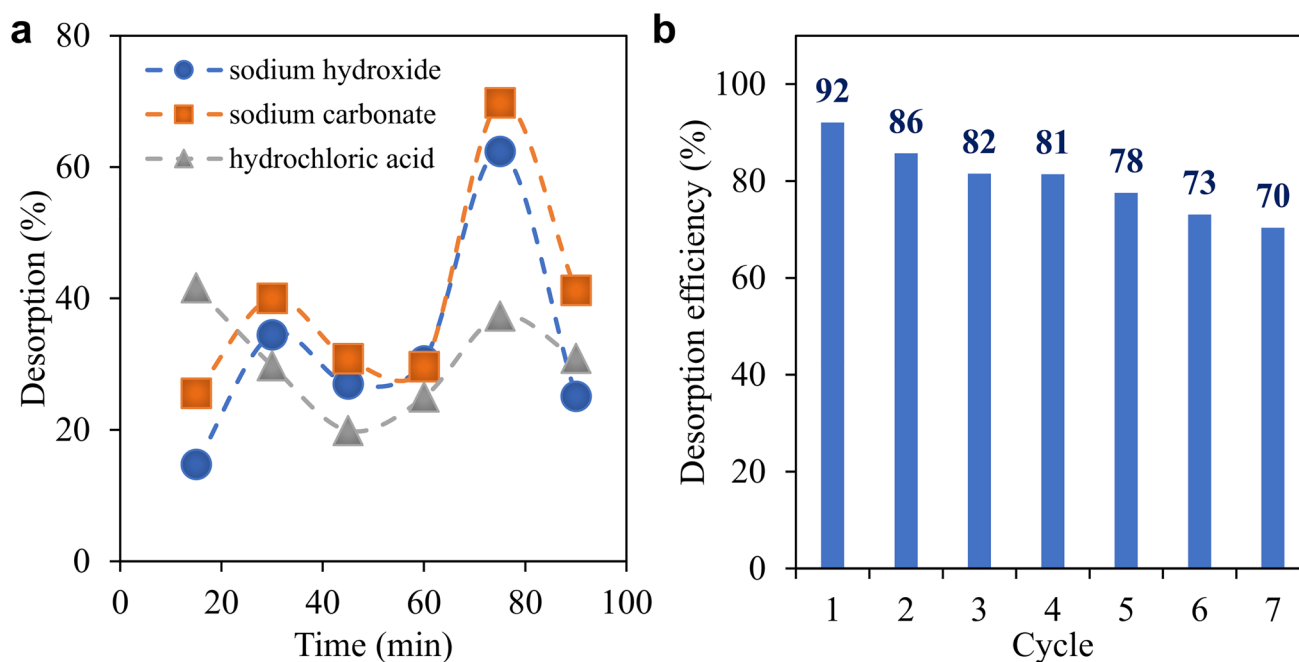 a
80
60
40
20
0
Desorption (%)
sodium hydroxide
sodium carbonate
hydrochloric acid
0 20 40 60 80 100
Time (min)
b
100
80
60
40
20
0
Desorption efficiency (%)
92 86 82 81 78 73 70
1 2 3 4 5 6 7
Cycle